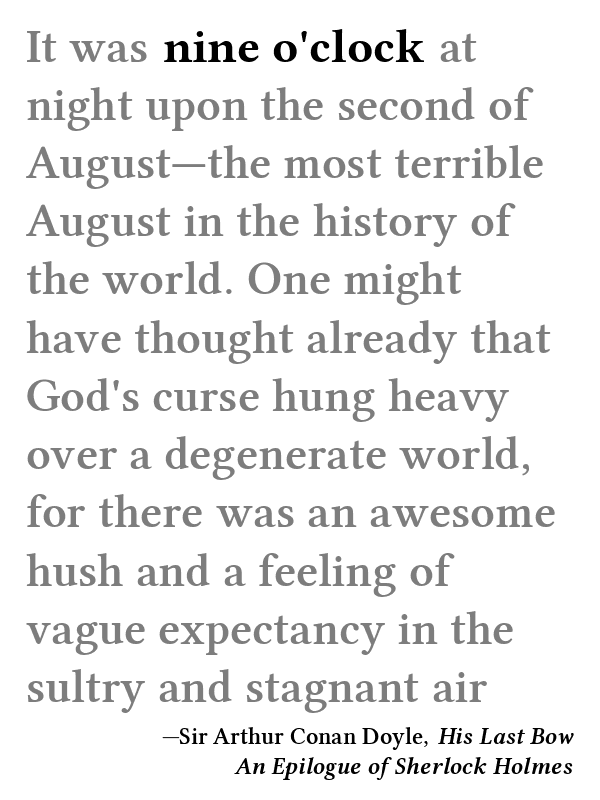 It was nine o'clock at
night upon the second of
August—the most terrible
August in the history of
the world. One might
have thought already that
God's curse hung heavy
over a degenerate world,
for there was an awesome
hush and a feeling of
vague expectancy in the
sultry and stagnant air
—Sir Arthur Conan Doyle, His Last Bow
An Epilogue of Sherlock Holmes